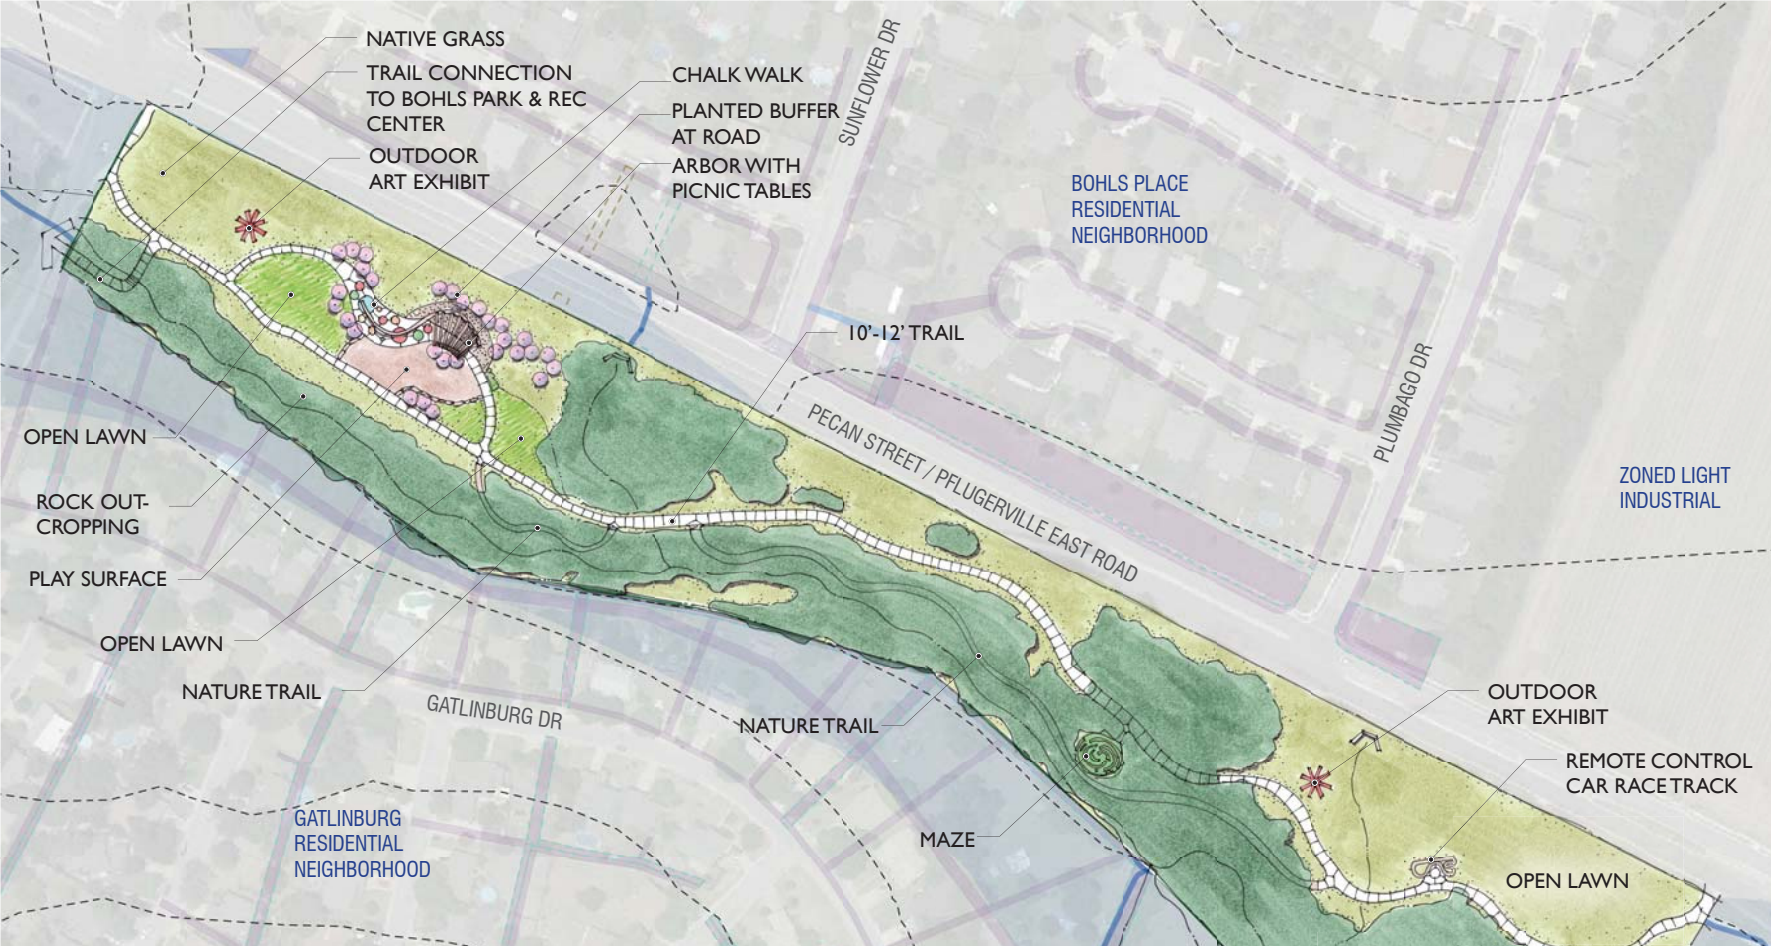 NATIVE GRASS
TRAIL CONNECTION
TO BOHLS PARK & REC
CENTER
OUTDOOR
ART EXHIBIT
CHALK WALK
PLANTED BUFFER
AT ROAD
ARBOR WITH
PICNIC TABLES
SUNFLOWER DR
BOHLS PLACE
RESIDENTIAL
NEIGHBORHOOD
10'-12' TRAIL
PLUMBAGO DR
PECAN STREET / PFLUGERVILLE EAST ROAD
ZONED LIGHT
INDUSTRIAL
OPEN LAWN
ROCK OUT-
CROPPING
PLAY SURFACE
OPEN LAWN
NATURE TRAIL
GATLINBURG DR
NATURE TRAIL
OUTDOOR
ART EXHIBIT
REMOTE CONTROL
CAR RACE TRACK
MAZE
GATLINBURG
RESIDENTIAL
NEIGHBORHOOD
OPEN LAWN